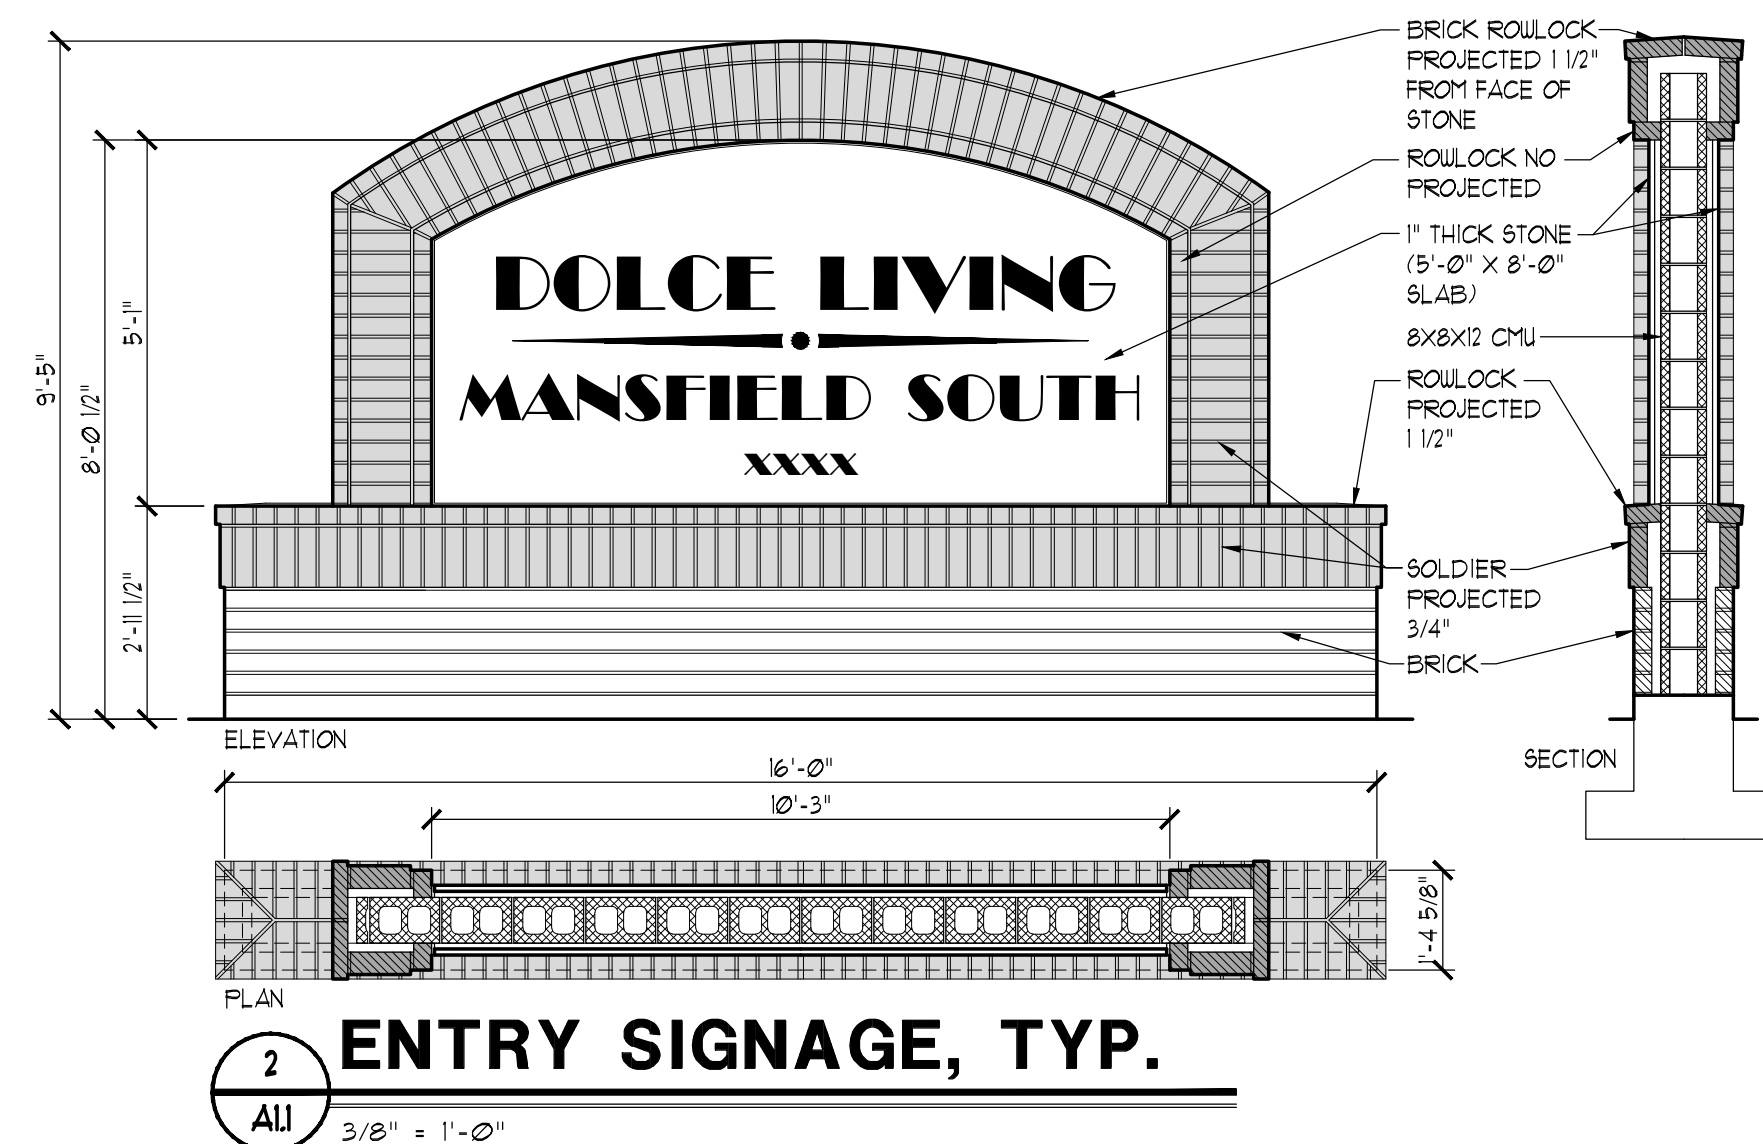 BRICK ROWLOCK
PROJECTED 1 1/2"
FROM FACE OF
STONE
ROWLOCK NO
PROJECTED
1" THICK STONE
(5'-0" X 8'-0"
SLAB)
8X8X12 CMU
ROWLOCK
PROJECTED
1 1/2"
SOLDIER
PROJECTED
3/4"
BRICK
9'-5"
8'-0 1/2"
5'-1"
2'-11 1/2"
DOLCE LIVING
MANSFIELD SOUTH
XXXX
ELEVATION
SECTION
16'-0"
10'-3"
1'-4 5/8"
PLAN
2
A1.1
ENTRY SIGNAGE, TYP.
3/8" = 1'-0"